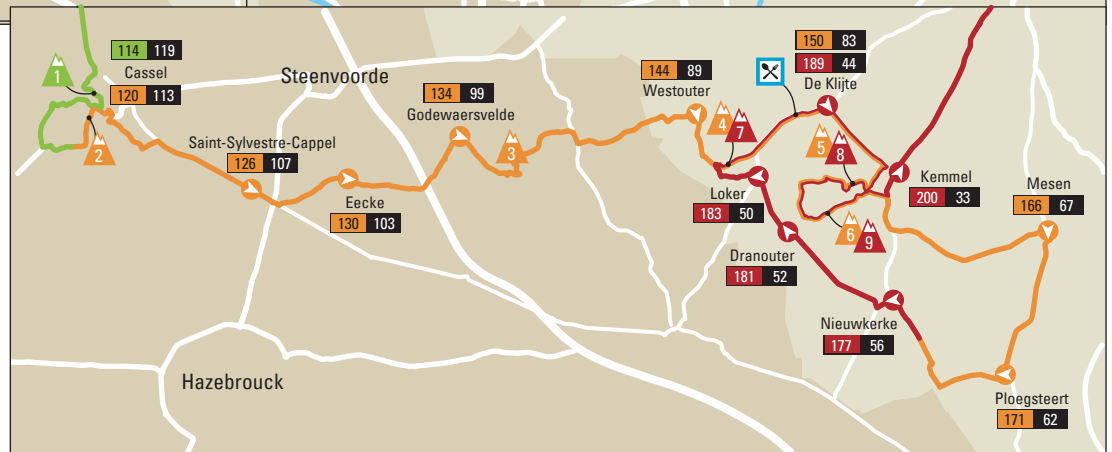 114 119
Cassel
120 113
1
2
Steenvoorde
Saint-Sylvestre-Cappel
126 107
Eecke
130 103
134 99
Godewaersvelde
3
144 89
Westouter
4
7
150 83
189 44
De Klijte
5
8
6
9
Loker
183 50
Kemmel
200 33
Mesen
166 67
Dranouter
181 52
Nieuwkerke
177 56
Ploegsteert
171 62
Hazebrouck